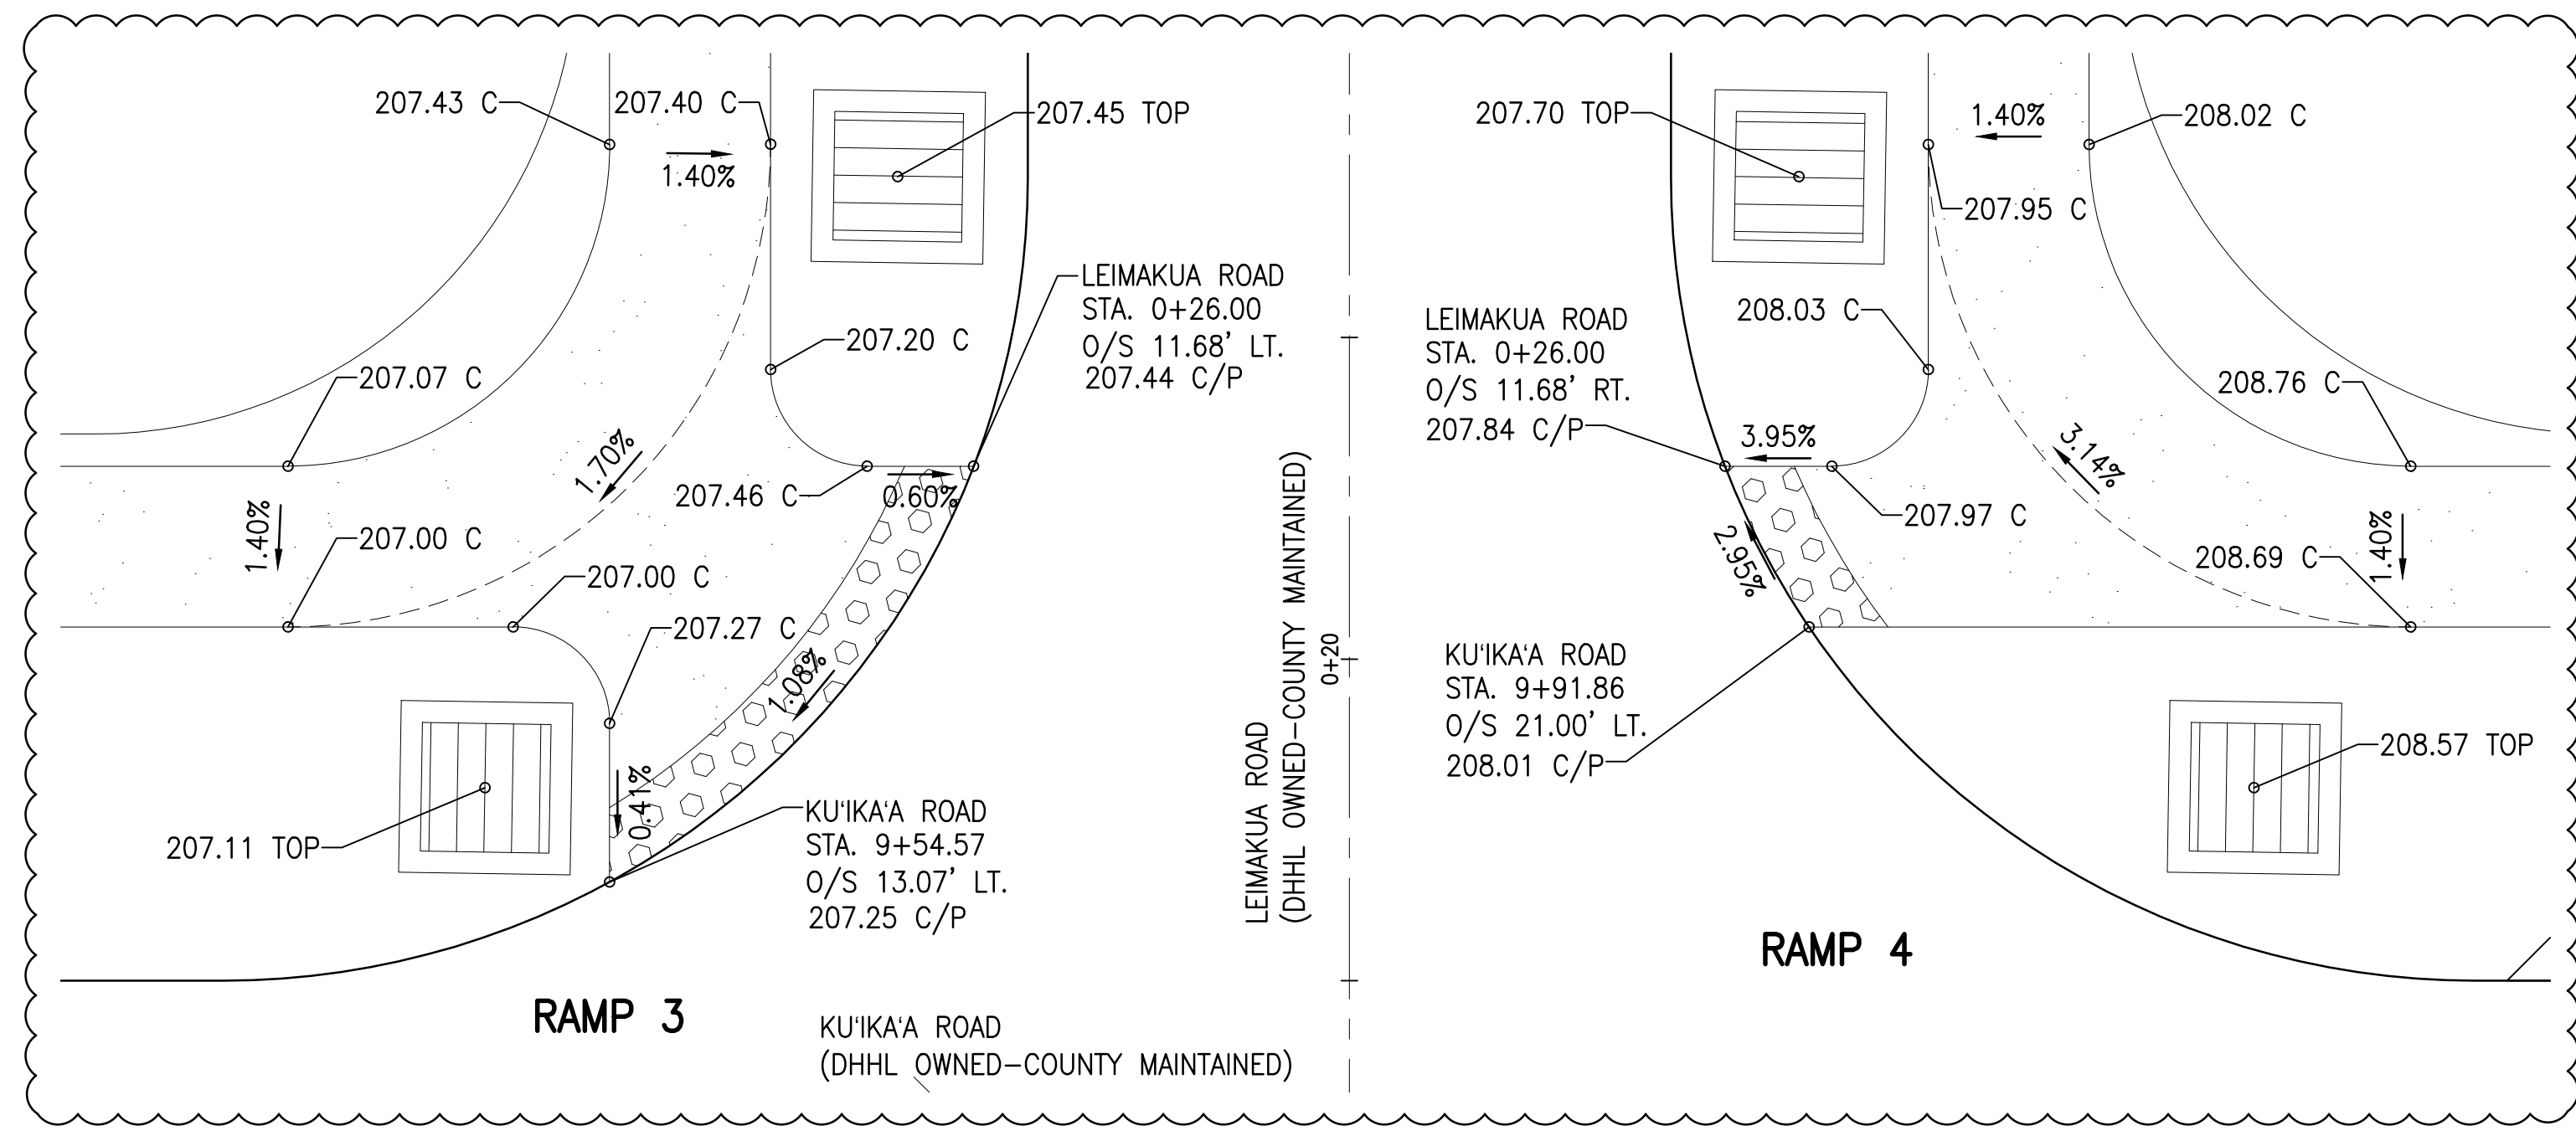 207.43 C
207.40 C
207.45 TOP
1.40%
LEIMAKUA ROAD
STA. 0+26.00
O/S 11.68' LT.
207.44 C/P
207.20 C
207.07 C
1.70%
207.46 C
0.60%
1.40%
207.00 C
207.00 C
207.27 C
1.08%
0.41%
207.11 TOP
KU'IKA'A ROAD
STA. 9+54.57
O/S 13.07' LT.
207.25 C/P
RAMP 3
KU'IKA'A ROAD
(DHHL OWNED-COUNTY MAINTAINED)
LEIMAKUA ROAD
(DHHL OWNED-COUNTY MAINTAINED)
0+20
207.70 TOP
1.40%
208.02 C
207.95 C
208.03 C
LEIMAKUA ROAD
STA. 0+26.00
O/S 11.68' RT.
207.84 C/P
3.95%
208.76 C
3.14%
207.97 C
2.95%
208.69 C
1.40%
KU'IKA'A ROAD
STA. 9+91.86
O/S 21.00' LT.
208.01 C/P
208.57 TOP
RAMP 4